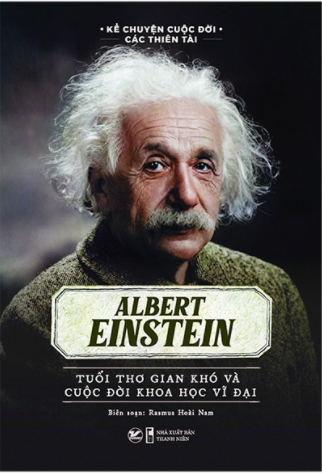 • KỂ CHUYỆN CUỘC ĐỜI •
CÁC THIÊN TÀI
ALBERT
EINSTEIN
TUỔI THƠ GIAN KHÓ VÀ
CUỘC ĐỜI KHOA HỌC VĨ ĐẠI
Biên soạn: Rasmus Hoài Nam
NHÀ XUẤT BẢN
THANH NIÊN